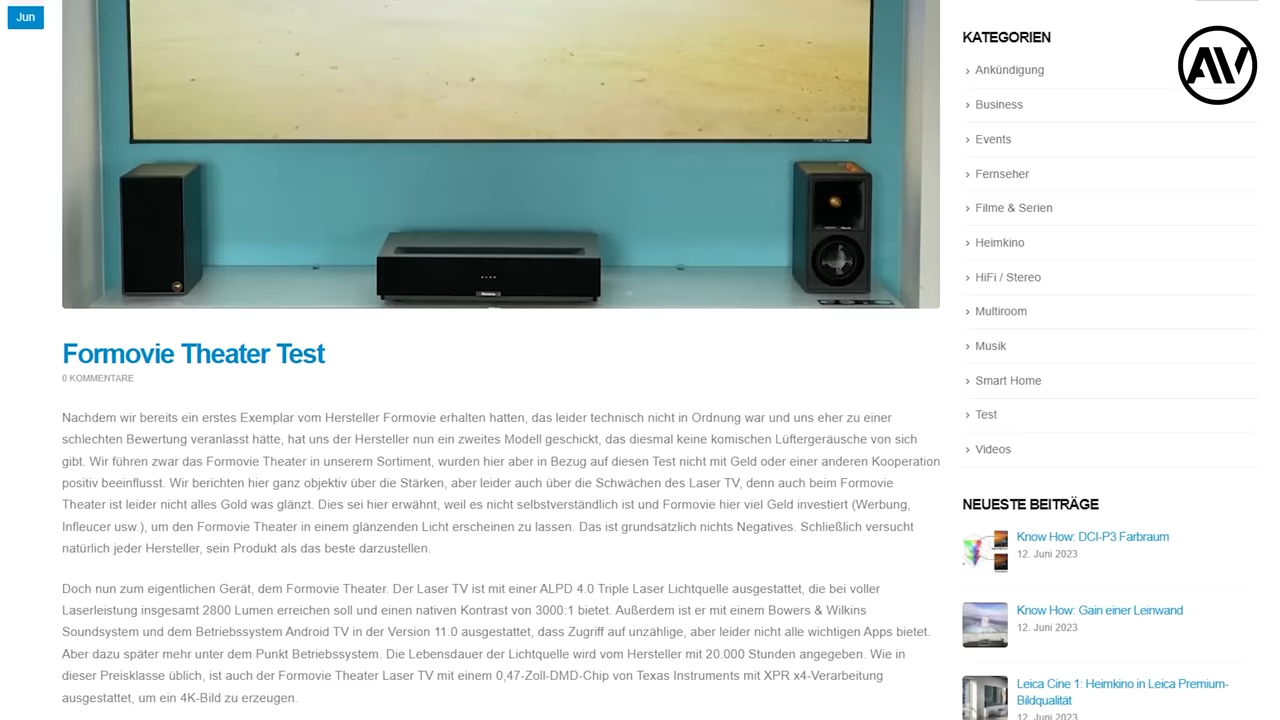 Jun
Formovie Theater Test
0 KOMMENTARE
Nachdem wir bereits ein erstes Exemplar vom Hersteller Formovie erhalten hatten, das leider technisch nicht in Ordnung war und uns eher zu einer
schlechten Bewertung veranlasst hätte, hat uns der Hersteller nun ein zweites Modell geschickt, das diesmal keine komischen Lüftergeräusche von sich
gibt. Wir führen zwar das Formovie Theater in unserem Sortiment, wurden hier aber in Bezug auf diesen Test nicht mit Geld oder einer anderen Kooperation
positiv beeinflusst. Wir berichten hier ganz objektiv über die Stärken, aber leider auch über die Schwächen des Laser TV, denn auch beim Formovie
Theater ist leider nicht alles Gold was glänzt. Dies sei hier erwähnt, weil es nicht selbstverständlich ist und Formovie hier viel Geld investiert (Werbung,
Infleucer usw.), um den Formovie Theater in einem glänzenden Licht erscheinen zu lassen. Das ist grundsätzlich nichts Negatives. Schließlich versucht
natürlich jeder Hersteller, sein Produkt als das beste darzustellen.
Doch nun zum eigentlichen Gerät, dem Formovie Theater. Der Laser TV ist mit einer ALPD 4.0 Triple Laser Lichtquelle ausgestattet, die bei voller
Laserleistung insgesamt 2800 Lumen erreichen soll und einen nativen Kontrast von 3000:1 bietet. Außerdem ist er mit einem Bowers & Wilkins
Soundsystem und dem Betriebssystem Android TV in der Version 11.0 ausgestattet, dass Zugriff auf unzählige, aber leider nicht alle wichtigen Apps bietet.
Aber dazu später mehr unter dem Punkt Betriebssystem. Die Lebensdauer der Lichtquelle wird vom Hersteller mit 20.000 Stunden angegeben. Wie in
dieser Preisklasse üblich, ist auch der Formovie Theater Laser TV mit einem 0,47-Zoll-DMD-Chip von Texas Instruments mit XPR x4-Verarbeitung
ausgestattet, um ein 4K-Bild zu erzeugen.
KATEGORIEN
AV
Ankündigung
Business
Events
Fernseher
Filme & Serien
Heimkino
HiFi / Stereo
Multiroom
Musik
Smart Home
Test
Videos
NEUESTE BEITRÄGE
Know How: DCI-P3 Farbraum
12. Juni 2023
Know How: Gain einer Leinwand
12. Juni 2023
Leica Cine 1: Heimkino in Leica Premium-
Bildqualität
12. Juni 2023